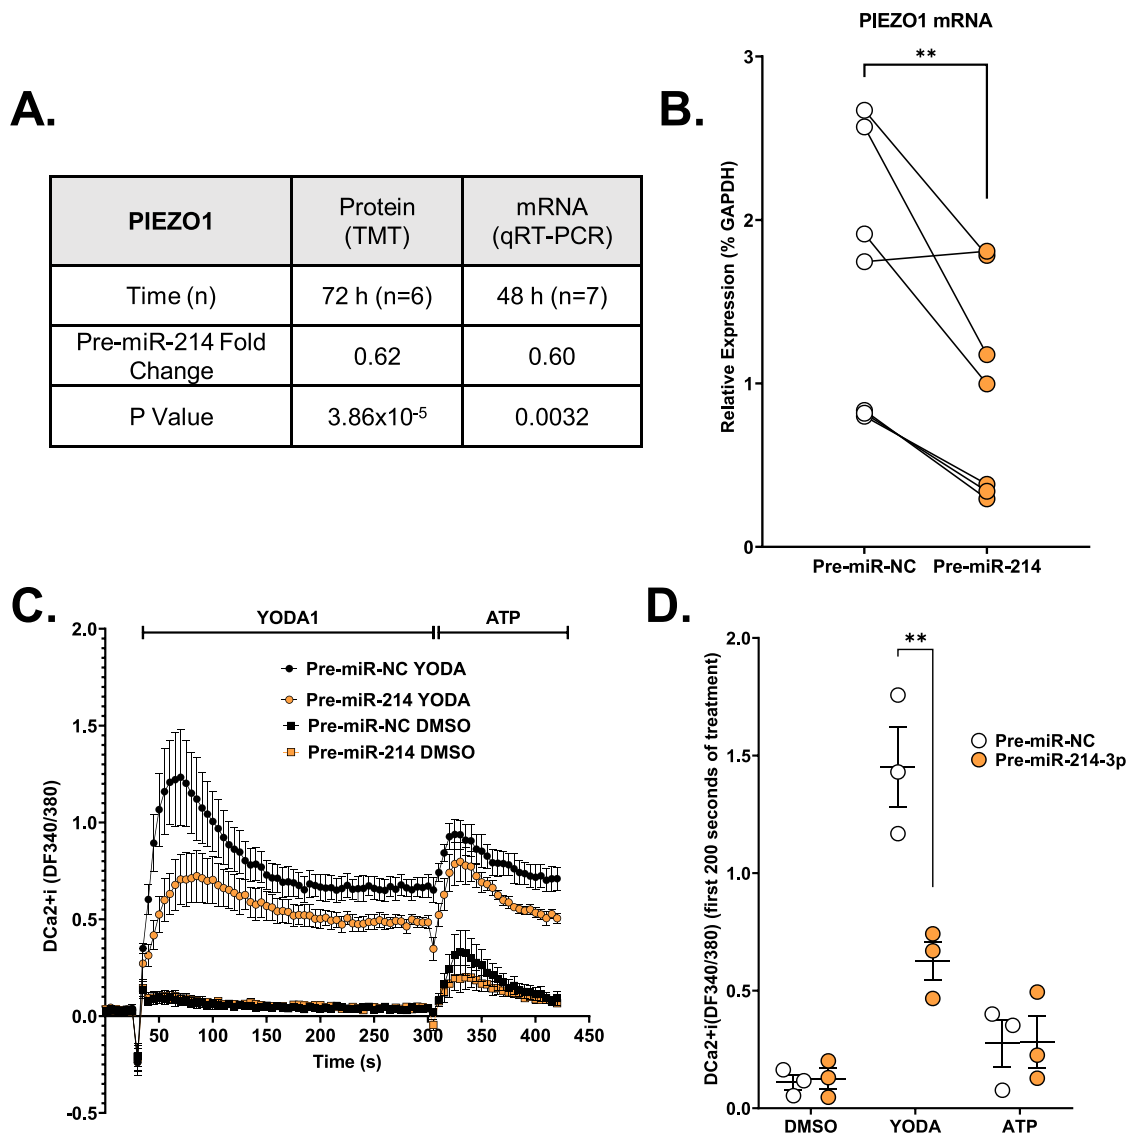 A.
PIEZO1
Protein
(TMT)
mRNA
(qRT-PCR)
Time (n)
72 h (n=6)
48 h (n=7)
Pre-miR-214 Fold
Change
0.62
0.60
P Value
3.86x10⁻⁵
0.0032
B.
PIEZO1 mRNA
**
Relative Expression (% GAPDH)
3
2
1
0
Pre-miR-NC
Pre-miR-214
C.
YODA1
ATP
Pre-miR-NC YODA
Pre-miR-214 YODA
Pre-miR-NC DMSO
Pre-miR-214 DMSO
DCa2+i (DF340/380)
2.0
1.5
1.0
0.5
0.0
-0.5
50
100
150
200
250
300
350
400
450
Time (s)
D.
**
Pre-miR-NC
Pre-miR-214-3p
DCa2+i(DF340/380) (first 200 seconds of treatment)
2.0
1.5
1.0
0.5
0.0
DMSO
YODA
ATP